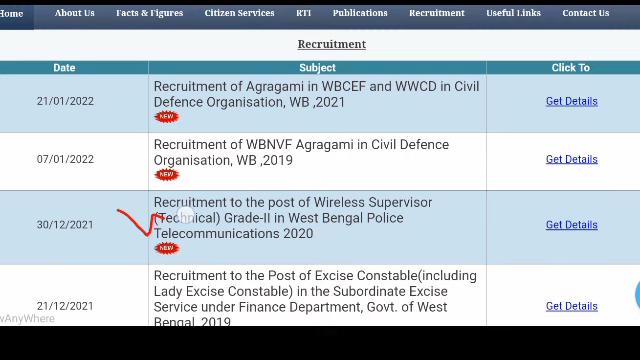 Home About Us Facts & Figures Citizen Services RTI Publications Recruitment Useful Links Contact Us
Recruitment
Date Subject Click To
21/01/2022
Recruitment of Agragami in WBCEF and WWCD in Civil
Defence Organisation, WB ,2021
NEW
Get Details
07/01/2022
Recruitment of WBNVF Agragami in Civil Defence
Organisation, WB ,2019
NEW
Get Details
30/12/2021
Recruitment to the post of Wireless Supervisor
(Technical) Grade-II in West Bengal Police
Telecommunications 2020
NEW
Get Details
21/12/2021
Recruitment to the Post of Excise Constable(including
Lady Excise Constable) in the Subordinate Excise
Service under Finance Department, Govt. of West
Bengal, 2019
Get Details
wAnyWhere